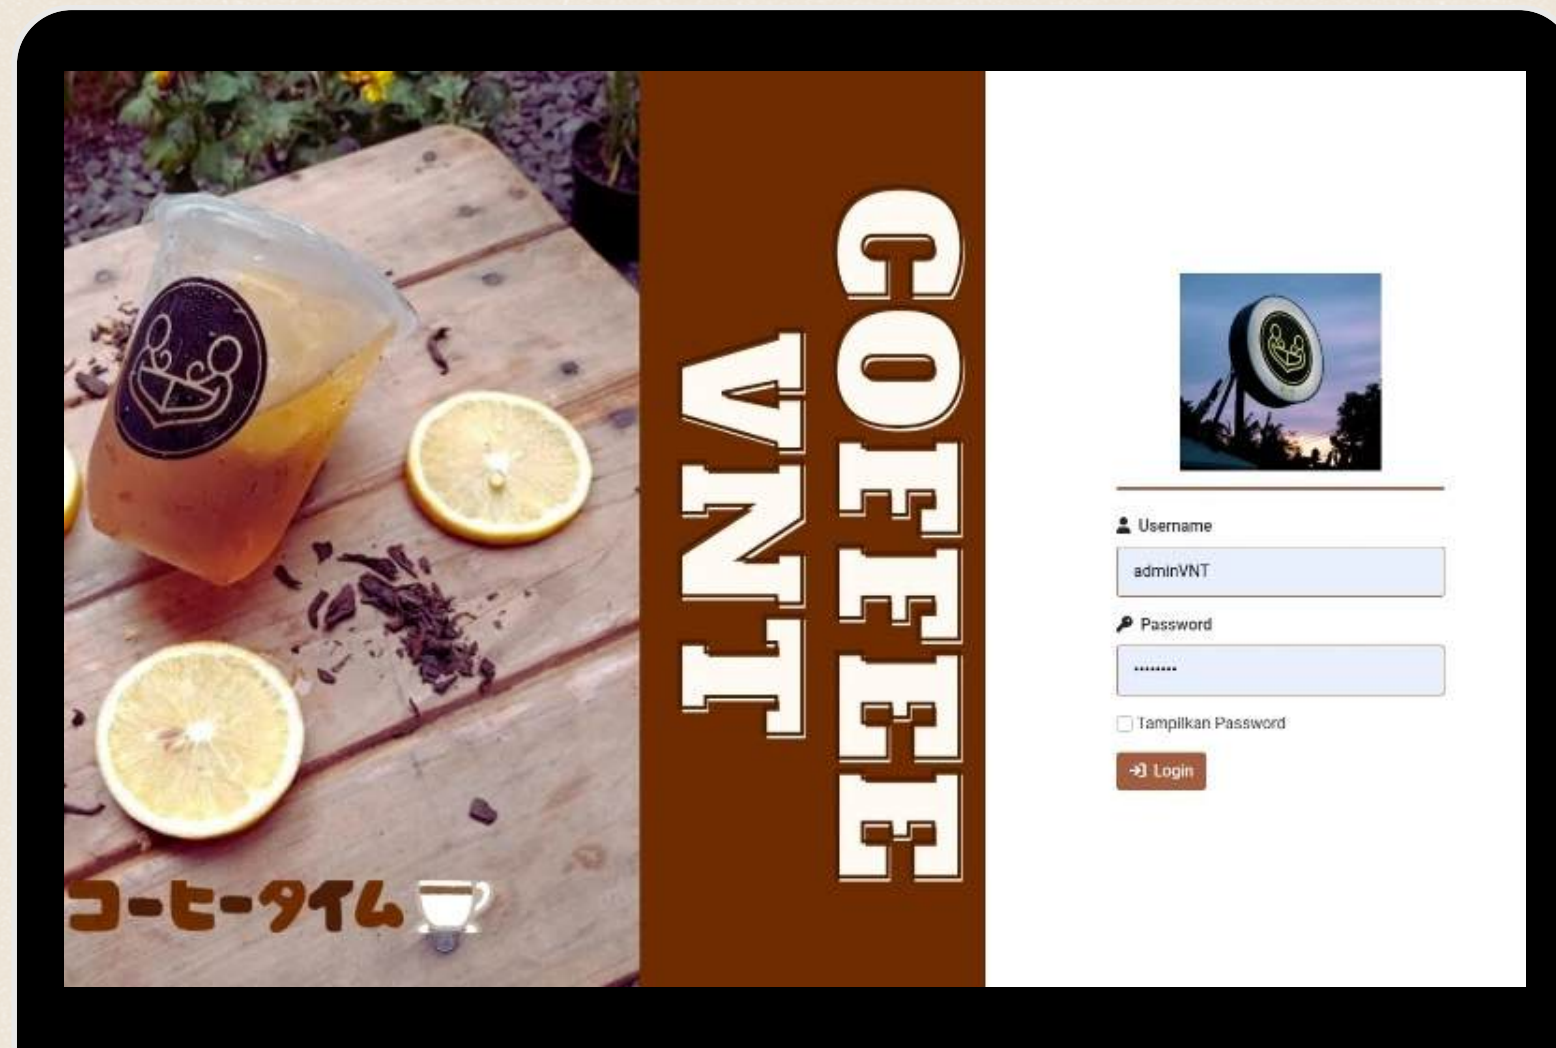 コーヒータイム
COFFEE
VNT
Username
adminVNT
Password
••••••••
Tampilkan Password
Login